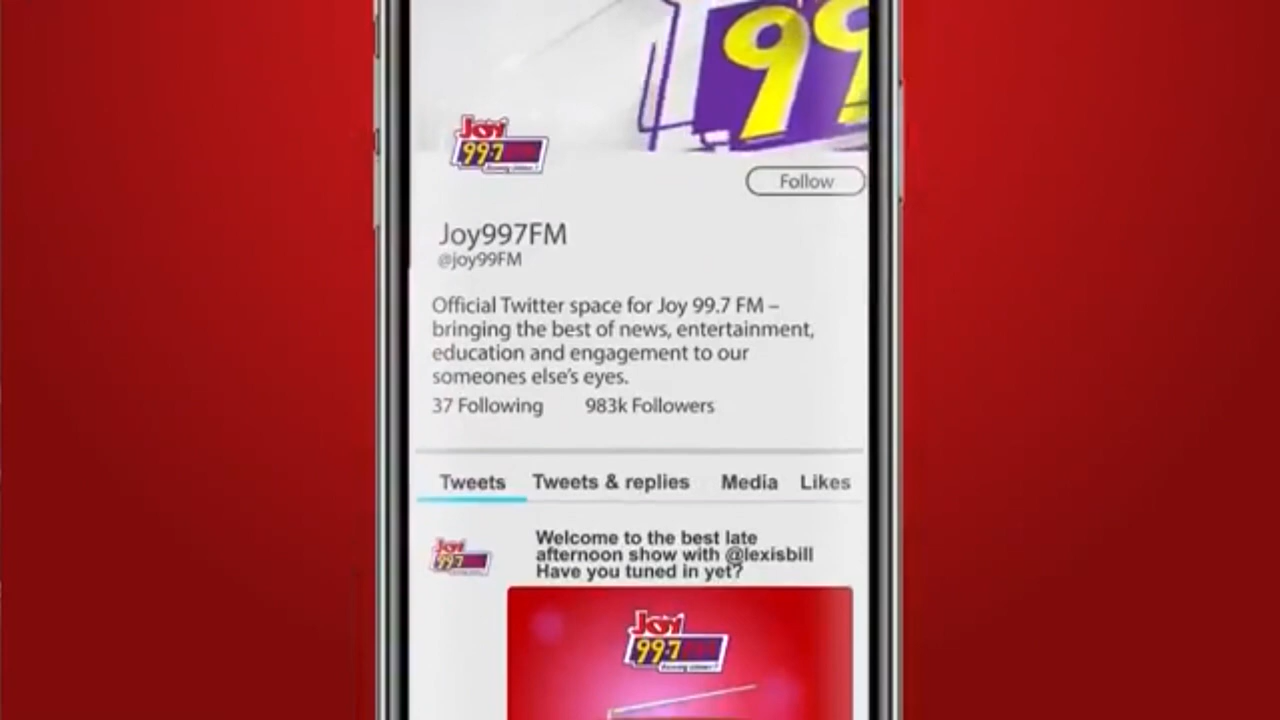 99
JOY
99.7 FM
Follow
Joy997FM
@joy99FM
Official Twitter space for Joy 99.7 FM –
bringing the best of news, entertainment,
education and engagement to our
someones else's eyes.
37 Following 983k Followers
Tweets Tweets & replies Media Likes
JOY
99.7
Welcome to the best late
afternoon show with @lexisbill
Have you tuned in yet?
JOY
99.7 FM